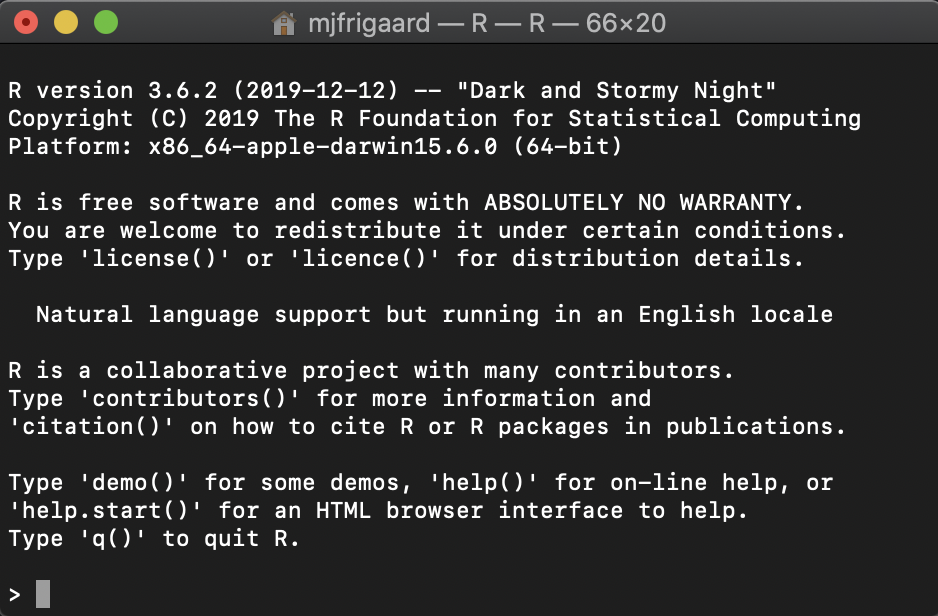 mjfrigaard — R — R — 66×20
R version 3.6.2 (2019-12-12) -- "Dark and Stormy Night"
Copyright (C) 2019 The R Foundation for Statistical Computing
Platform: x86_64-apple-darwin15.6.0 (64-bit)
R is free software and comes with ABSOLUTELY NO WARRANTY.
You are welcome to redistribute it under certain conditions.
Type 'license()' or 'licence()' for distribution details.
  Natural language support but running in an English locale
R is a collaborative project with many contributors.
Type 'contributors()' for more information and
'citation()' on how to cite R or R packages in publications.
Type 'demo()' for some demos, 'help()' for on-line help, or
'help.start()' for an HTML browser interface to help.
Type 'q()' to quit R.
>